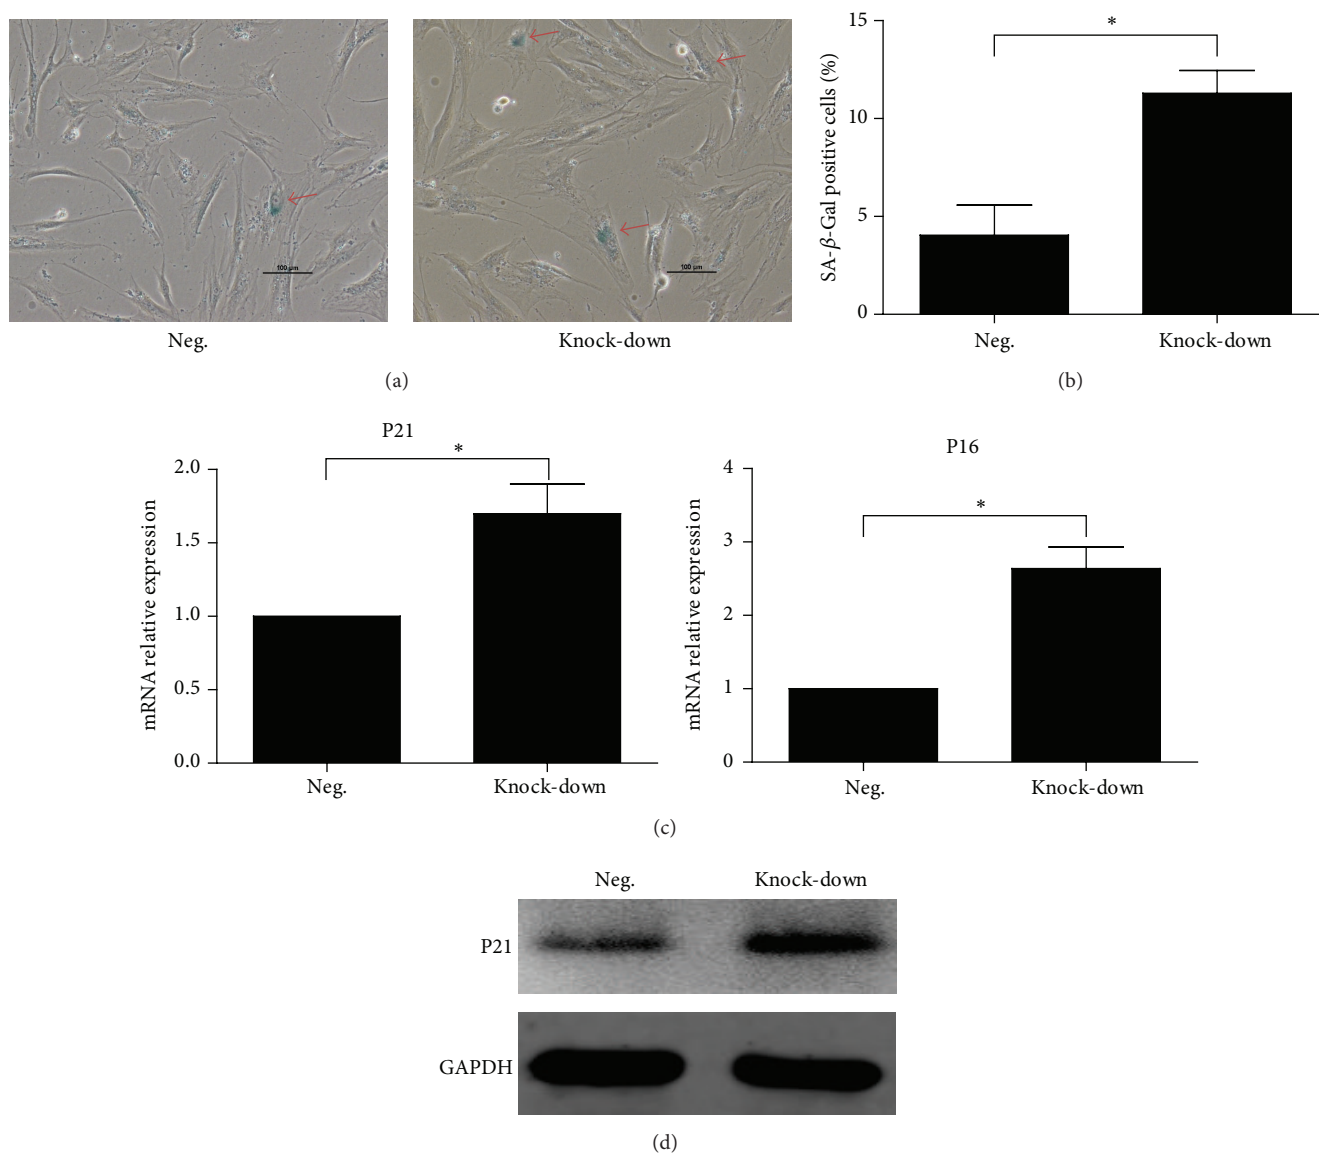 100 µm
100 µm
Neg.
Knock-down
(a)
SA-β-Gal positive cells (%)
15
10
5
0
*
Neg.
Knock-down
(b)
P21
mRNA relative expression
2.0
1.5
1.0
0.5
0.0
*
Neg.
Knock-down
P16
mRNA relative expression
4
3
2
1
0
*
Neg.
Knock-down
(c)
Neg.
Knock-down
P21
GAPDH
(d)